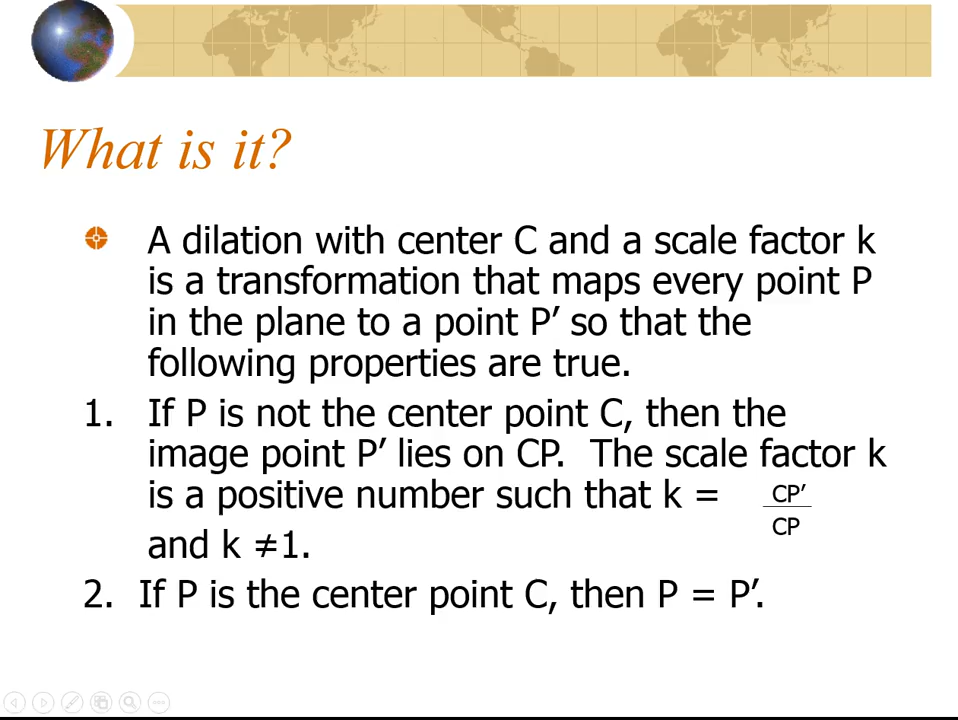 What is it?
A dilation with center C and a scale factor k
is a transformation that maps every point P
in the plane to a point P’ so that the
following properties are true.
1. If P is not the center point C, then the
image point P’ lies on CP. The scale factor k
is a positive number such that k = CP’
CP
and k ≠1.
2. If P is the center point C, then P = P’.